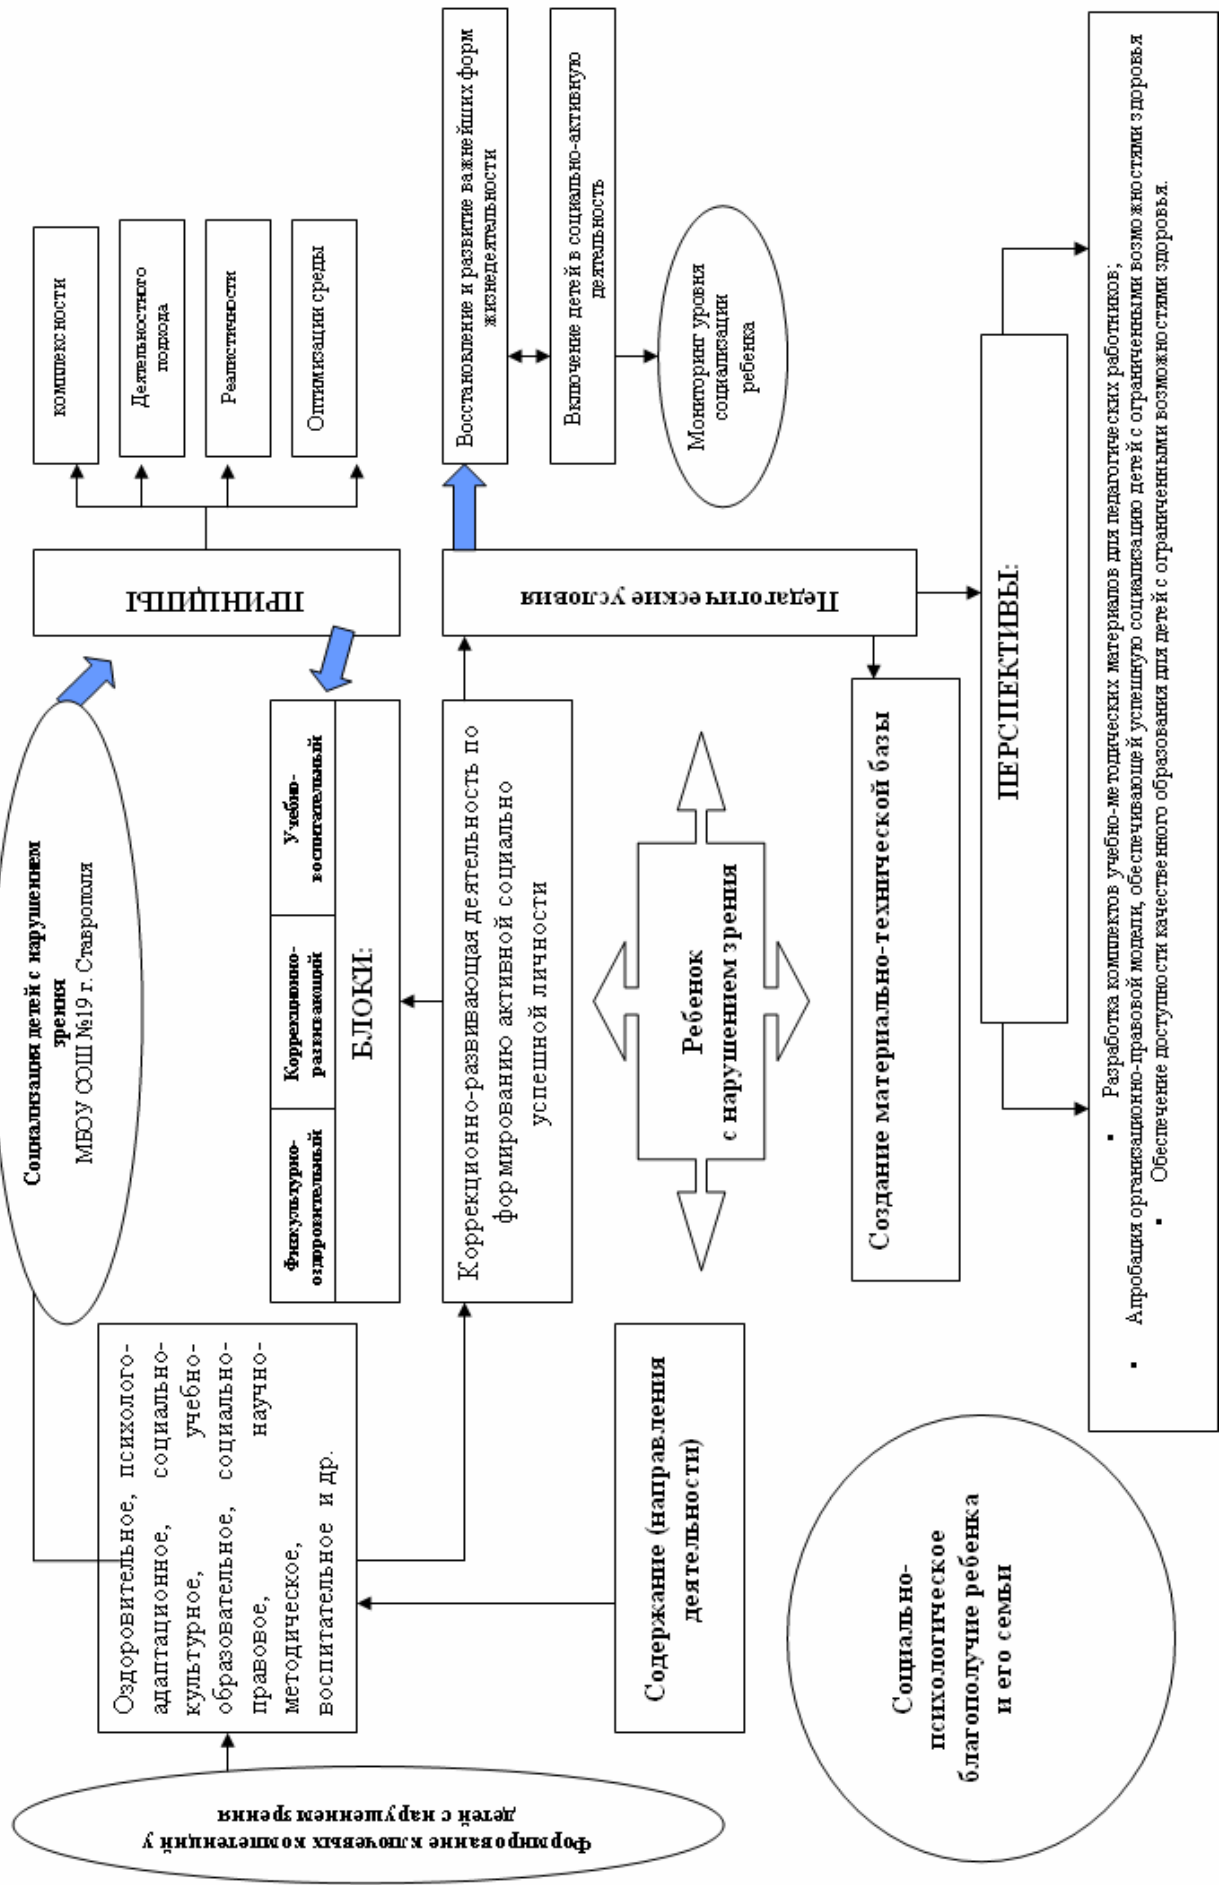 Социализация детей с нарушением
зрения
МБОУ СОШ №19 г. Ставрополя
Формирование ключевых компетенций у
детей с нарушением зрения
Оздоровительное, психолого-
адаптационное, социально-
культурное, учебно-
образовательное, социально-
правовое, научно-
методическое,
воспитательное и др.
Содержание (направления
деятельности)
Социально-
психологическое
благополучие ребенка
и его семьи
Физкультурно-
оздоровительный
Коррекционно-
развивающий
Учебно-
воспитательный
БЛОКИ:
Коррекционно-развивающая деятельность по
формированию активной социально
успешной личности
Ребенок
с нарушением зрения
Создание материально-технической базы
ПРИНЦИПЫ
комплексности
Деятельностного
подхода
Реалистичности
Оптимизации среды
Педагогические условия
Восстановление и развитие важнейших форм
жизнедеятельности
Включение детей в социально-активную
деятельность
Мониторинг уровня
социализации
ребенка
ПЕРСПЕКТИВЫ:
▪ Разработка комплектов учебно-методических материалов для педагогических работников;
▪ Апробация организационно-правовой модели, обеспечивающей успешную социализацию детей с ограниченными возможностями здоровья
▪ Обеспечение доступности качественного образования для детей с ограниченными возможностями здоровья.